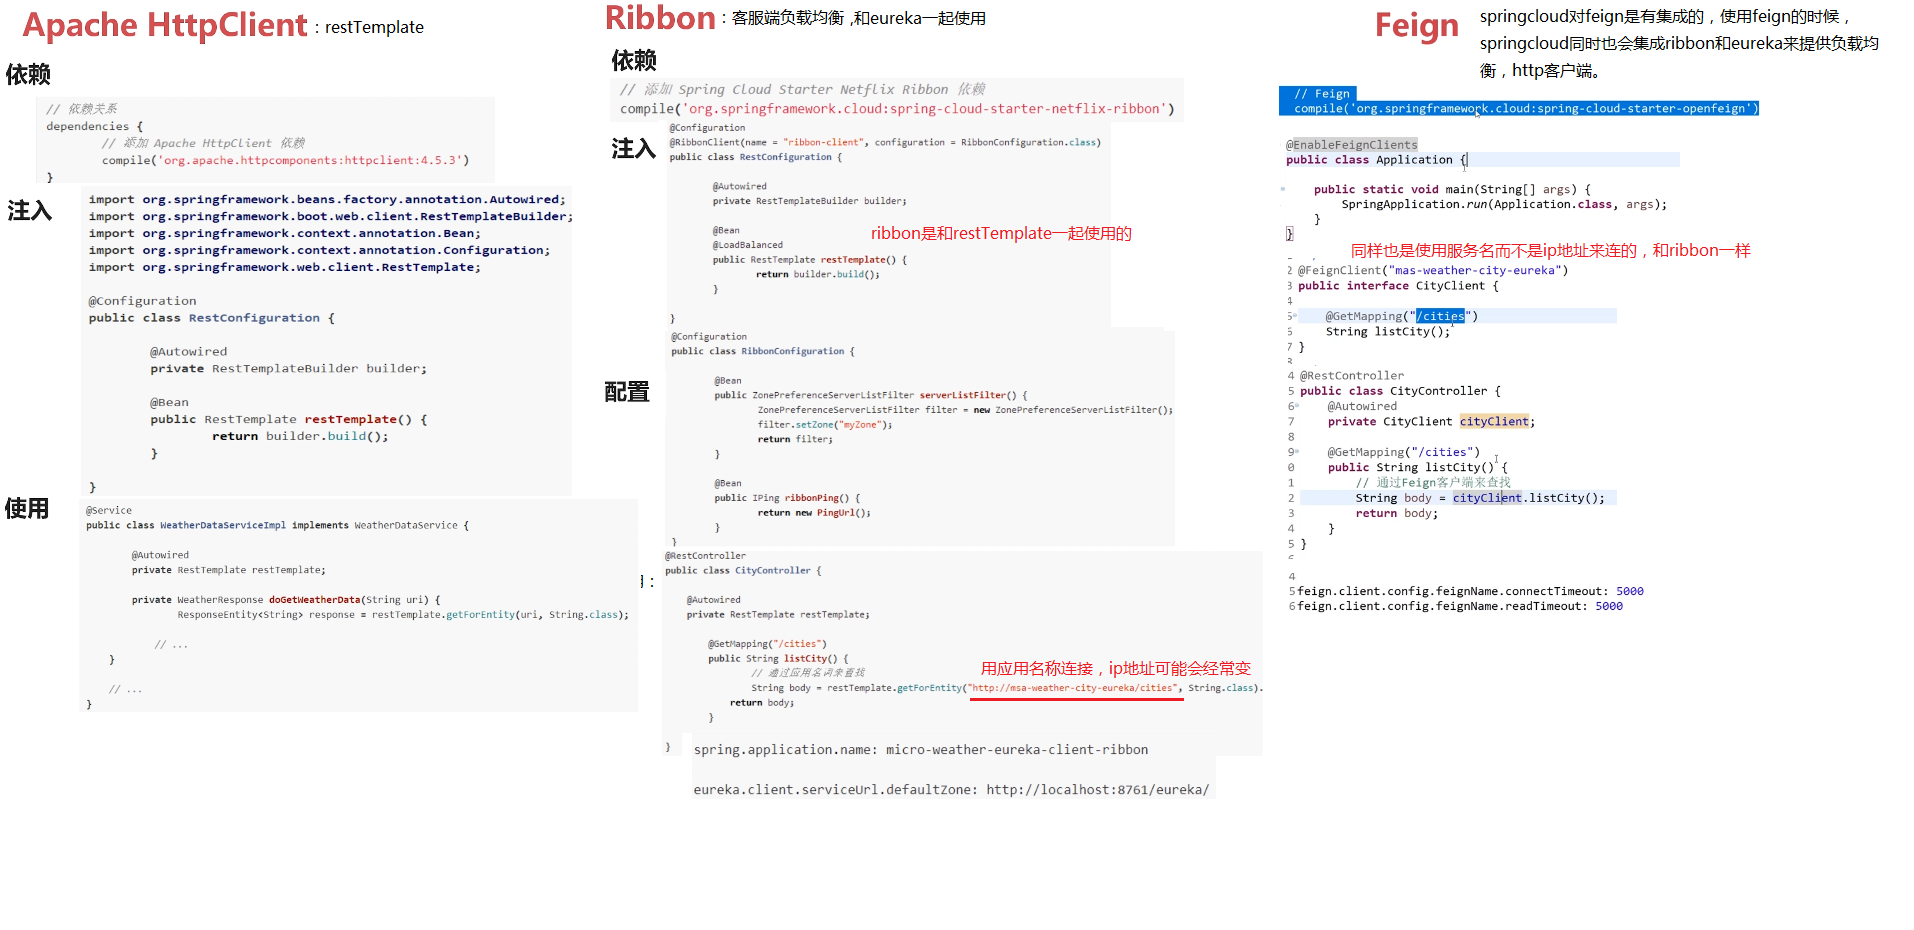 Apache HttpClient : restTemplate
依赖
// 依赖关系
dependencies {
// 添加 Apache HttpClient 依赖
compile('org.apache.httpcomponents:httpclient:4.5.3')
}
注入
import org.springframework.beans.factory.annotation.Autowired;
import org.springframework.boot.web.client.RestTemplateBuilder;
import org.springframework.context.annotation.Bean;
import org.springframework.context.annotation.Configuration;
import org.springframework.web.client.RestTemplate;
@Configuration
public class RestConfiguration {
@Autowired
private RestTemplateBuilder builder;
@Bean
public RestTemplate restTemplate() {
return builder.build();
}
}
使用
@Service
public class WeatherDataServiceImpl implements WeatherDataService {
@Autowired
private RestTemplate restTemplate;
private WeatherResponse doGetWeatherData(String uri) {
ResponseEntity<String> response = restTemplate.getForEntity(uri, String.class);
// ...
}
// ...
}
Ribbon : 客服端负载均衡 ,和eureka一起使用
依赖
// 添加 Spring Cloud Starter Netflix Ribbon 依赖
compile('org.springframework.cloud:spring-cloud-starter-netflix-ribbon')
注入
@Configuration
@RibbonClient(name = "ribbon-client", configuration = RibbonConfiguration.class)
public class RestConfiguration {
@Autowired
private RestTemplateBuilder builder;
@Bean
@LoadBalanced
ribbon是和restTemplate一起使用的
public RestTemplate restTemplate() {
return builder.build();
}
}
配置
@Configuration
public class RibbonConfiguration {
@Bean
public ZonePreferenceServerListFilter serverListFilter() {
ZonePreferenceServerListFilter filter = new ZonePreferenceServerListFilter();
filter.setZone("myZone");
return filter;
}
@Bean
public IPing ribbonPing() {
return new PingUrl();
}
}
:
@RestController
public class CityController {
@Autowired
private RestTemplate restTemplate;
@GetMapping("/cities")
public String listCity() {
// 通过应用名词来查找
用应用名称连接，ip地址可能会经常变
String body = restTemplate.getForEntity("http://msa-weather-city-eureka/cities", String.class).
return body;
}
}
spring.application.name: micro-weather-eureka-client-ribbon
eureka.client.serviceUrl.defaultZone: http://localhost:8761/eureka/
Feign
springcloud对feign是有集成的，使用feign的时候，
springcloud同时也会集成ribbon和eureka来提供负载均
衡，http客户端。
// Feign
compile('org.springframework.cloud:spring-cloud-starter-openfeign')
@EnableFeignClients
public class Application {
public static void main(String[] args) {
SpringApplication.run(Application.class, args);
}
}
同样也是使用服务名而不是ip地址来连的，和ribbon一样
2 @FeignClient("mas-weather-city-eureka")
3 public interface CityClient {
4
5 @GetMapping("/cities")
6 String listCity();
7 }
8
4 @RestController
5 public class CityController {
6 @Autowired
7 private CityClient cityClient;
8
9 @GetMapping("/cities")
0 public String listCity() {
1 // 通过Feign客户端来查找
2 String body = cityClient.listCity();
3 return body;
4 }
5 }
4
5 feign.client.config.feignName.connectTimeout: 5000
6 feign.client.config.feignName.readTimeout: 5000